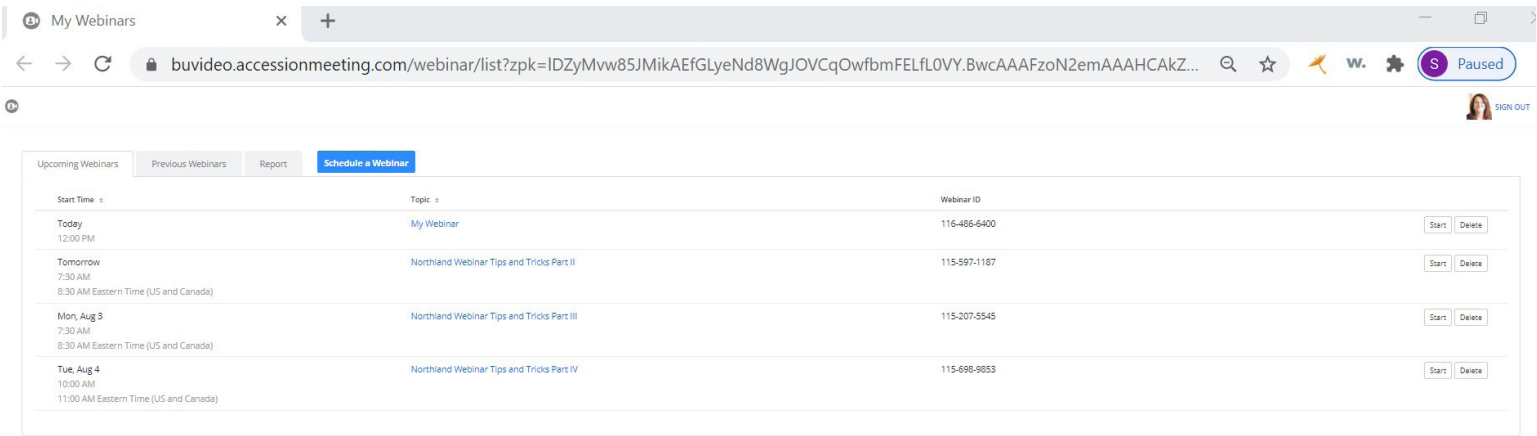 My Webinars
buvideo.accessionmeeting.com/webinar/list?zpk=lDZyMvw85JMikAEfGLyeNd8WgJOVCqOwfbmFELfL0VY.BwcAAAFzoN2emAAAHCAkZ...
w.
S Paused
SIGN OUT
Upcoming Webinars Previous Webinars Report Schedule a Webinar
Start Time Topic Webinar ID
Today My Webinar 116-486-6400 Start Delete
12:00 PM
Tomorrow Northland Webinar Tips and Tricks Part II 115-597-1187 Start Delete
7:30 AM
8:30 AM Eastern Time (US and Canada)
Mon, Aug 3 Northland Webinar Tips and Tricks Part III 115-207-5545 Start Delete
7:30 AM
8:30 AM Eastern Time (US and Canada)
Tue, Aug 4 Northland Webinar Tips and Tricks Part IV 115-698-9853 Start Delete
10:00 AM
11:00 AM Eastern Time (US and Canada)